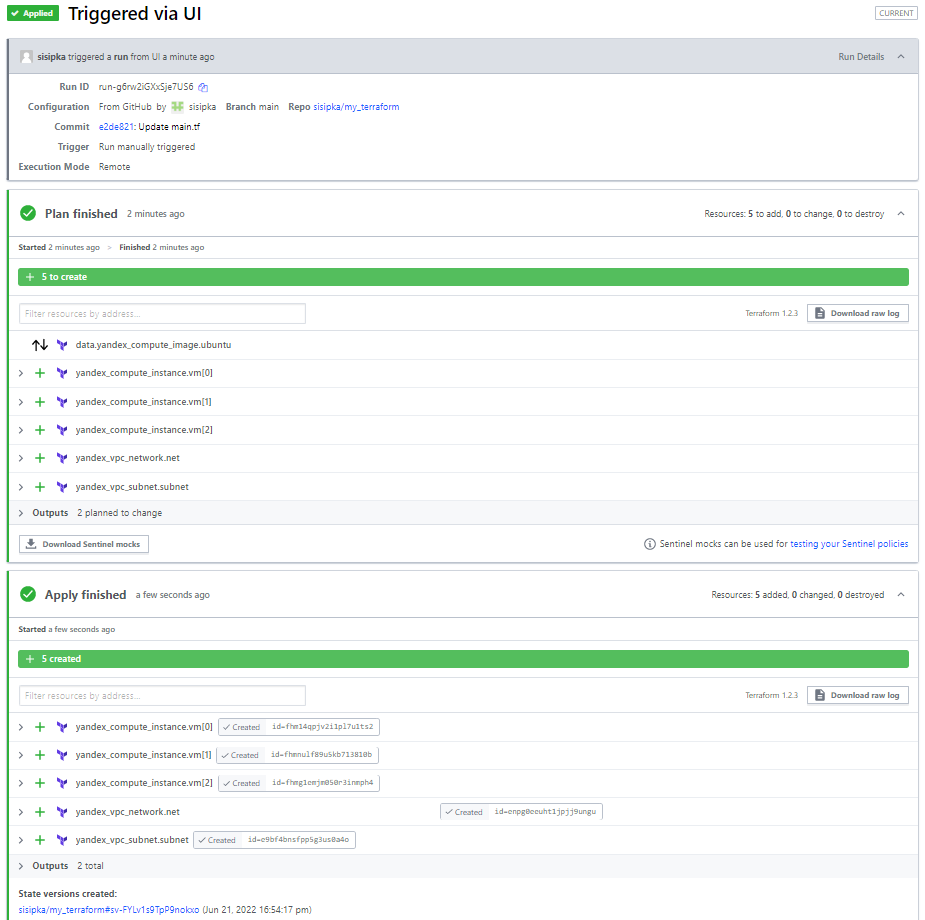 Applied Triggered via UI CURRENT
sisipka triggered a run from UI a minute ago Run Details
Run ID run-g6rw2iGXxSje7US6
Configuration From GitHub by sisipka Branch main Repo sisipka/my_terraform
Commit e2de821: Update main.tf
Trigger Run manually triggered
Execution Mode Remote
Plan finished 2 minutes ago Resources: 5 to add, 0 to change, 0 to destroy
Started 2 minutes ago > Finished 2 minutes ago
+ 5 to create
Filter resources by address... Terraform 1.2.3 Download raw log
data.yandex_compute_image.ubuntu
yandex_compute_instance.vm[0]
yandex_compute_instance.vm[1]
yandex_compute_instance.vm[2]
yandex_vpc_network.net
yandex_vpc_subnet.subnet
Outputs 2 planned to change
Download Sentinel mocks Sentinel mocks can be used for testing your Sentinel policies
Apply finished a few seconds ago Resources: 5 added, 0 changed, 0 destroyed
Started a few seconds ago
+ 5 created
Filter resources by address... Terraform 1.2.3 Download raw log
yandex_compute_instance.vm[0] Created id=fhm14qpjv2i1pl7u1ts2
yandex_compute_instance.vm[1] Created id=fhmnulf89u5kb713810b
yandex_compute_instance.vm[2] Created id=fhmg1emjm050r3inmph4
yandex_vpc_network.net Created id=enpg0eeuht1jpjj9ungu
yandex_vpc_subnet.subnet Created id=e9bf4bnsfpp5g3us0a4o
Outputs 2 total
State versions created:
sisipka/my_terraform#sv-FYLv1s9TpP9nokxo (Jun 21, 2022 16:54:17 pm)